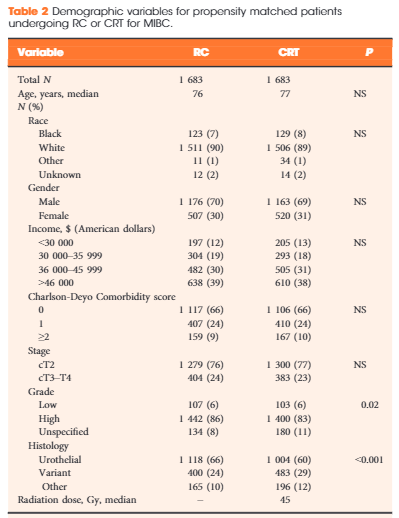 Table 2 Demographic variables for propensity matched patients
undergoing RC or CRT for MIBC.
Variable RC CRT P
Total N 1 683 1 683
Age, years, median 76 77 NS
N (%)
Race
Black 123 (7) 129 (8) NS
White 1 511 (90) 1 506 (89)
Other 11 (1) 34 (1)
Unknown 12 (2) 14 (2)
Gender
Male 1 176 (70) 1 163 (69) NS
Female 507 (30) 520 (31)
Income, $ (American dollars)
<30 000 197 (12) 205 (13) NS
30 000–35 999 304 (19) 293 (18)
36 000–45 999 482 (30) 505 (31)
>46 000 638 (39) 610 (38)
Charlson-Deyo Comorbidity score
0 1 117 (66) 1 106 (66) NS
1 407 (24) 410 (24)
≥2 159 (9) 167 (10)
Stage
cT2 1 279 (76) 1 300 (77) NS
cT3–T4 404 (24) 383 (23)
Grade
Low 107 (6) 103 (6) 0.02
High 1 442 (86) 1 400 (83)
Unspecified 134 (8) 180 (11)
Histology
Urothelial 1 118 (66) 1 004 (60) <0.001
Variant 400 (24) 483 (29)
Other 165 (10) 196 (12)
Radiation dose, Gy, median – 45